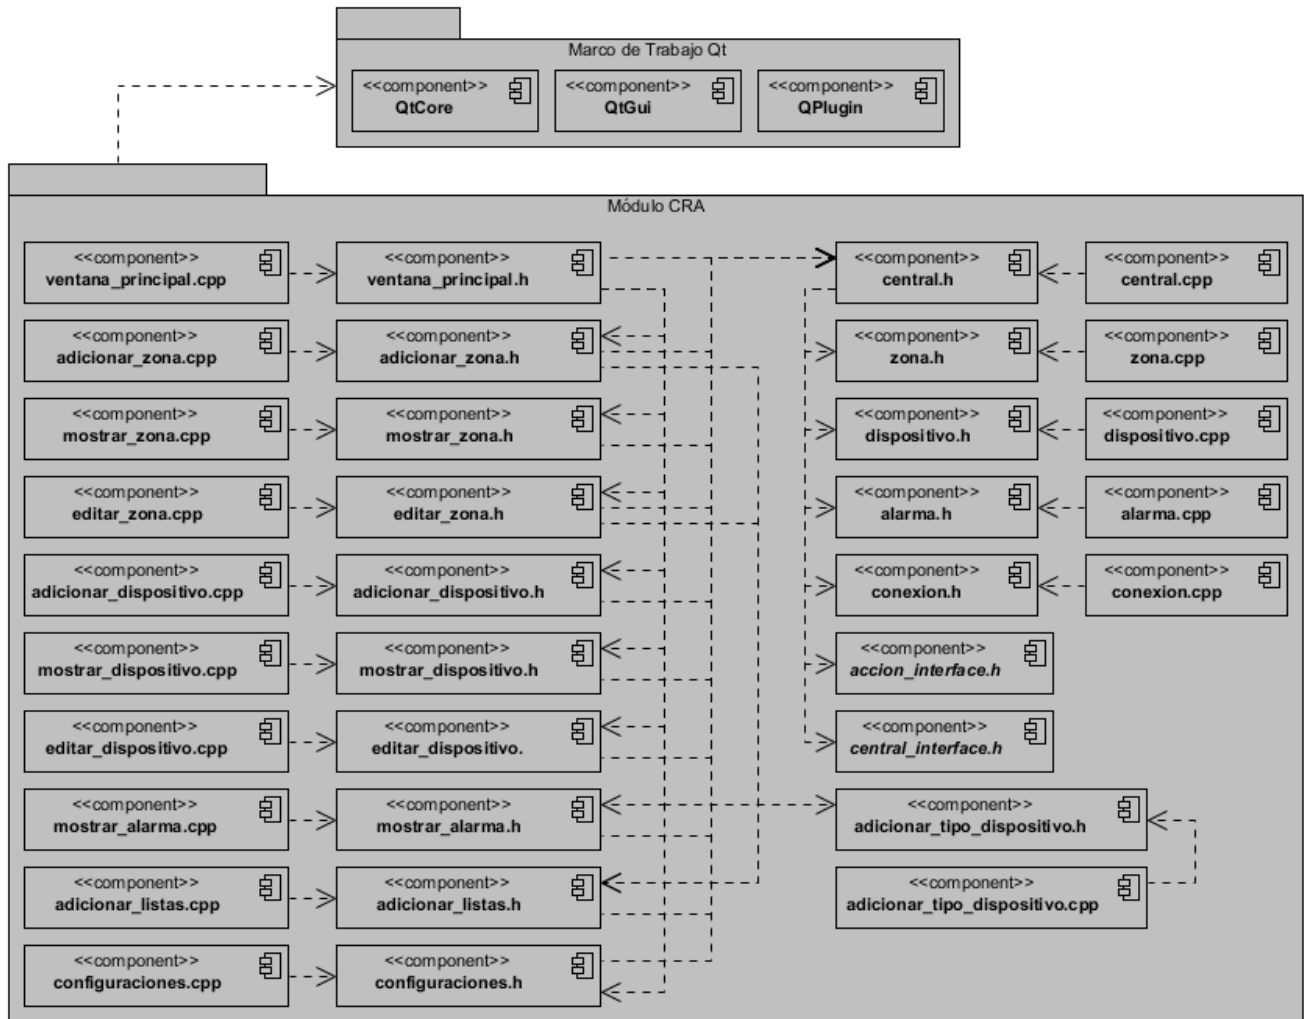 Marco de Trabajo Qt
<<component>> <<component>> <<component>>
QtCore QtGui QPlugin
Módulo CRA
<<component>> <<component>> <<component>> <<component>>
ventana_principal.cpp ventana_principal.h central.h central.cpp
<<component>> <<component>> <<component>> <<component>>
adicionar_zona.cpp adicionar_zona.h zona.h zona.cpp
<<component>> <<component>> <<component>> <<component>>
mostrar_zona.cpp mostrar_zona.h dispositivo.h dispositivo.cpp
<<component>> <<component>> <<component>> <<component>>
editar_zona.cpp editar_zona.h alarma.h alarma.cpp
<<component>> <<component>> <<component>> <<component>>
adicionar_dispositivo.cpp adicionar_dispositivo.h conexion.h conexion.cpp
<<component>> <<component>> <<component>>
mostrar_dispositivo.cpp mostrar_dispositivo.h accion_interface.h
<<component>> <<component>> <<component>>
editar_dispositivo.cpp editar_dispositivo. central_interface.h
<<component>> <<component>> <<component>>
mostrar_alarma.cpp mostrar_alarma.h adicionar_tipo_dispositivo.h
<<component>> <<component>> <<component>>
adicionar_listas.cpp adicionar_listas.h adicionar_tipo_dispositivo.cpp
<<component>> <<component>>
configuraciones.cpp configuraciones.h